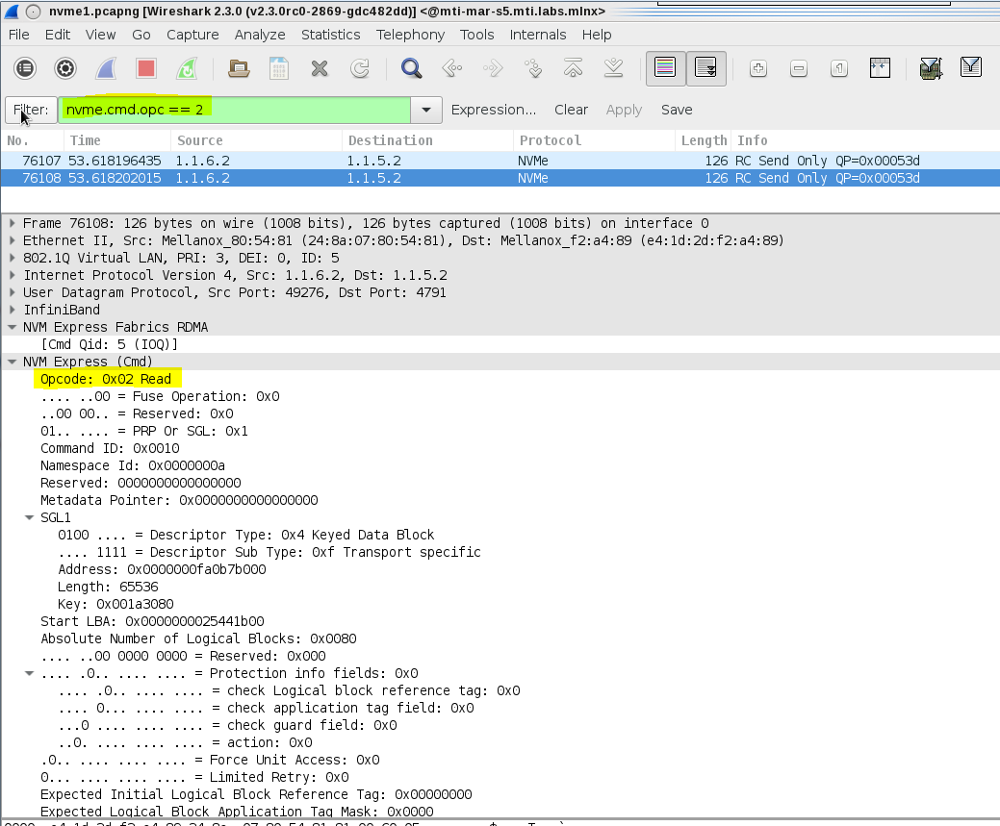 nvme1.pcapng [Wireshark 2.3.0 (v2.3.0rc0-2869-gdc482dd)] <@mti-mar-s5.mti.labs.mlnx>
File Edit View Go Capture Analyze Statistics Telephony Tools Internals Help
Filter: nvme.cmd.opc == 2 Expression... Clear Apply Save
No. Time Source Destination Protocol Length Info
76107 53.618196435 1.1.6.2 1.1.5.2 NVMe 126 RC Send Only QP=0x00053d
76108 53.618202015 1.1.6.2 1.1.5.2 NVMe 126 RC Send Only QP=0x00053d
Frame 76108: 126 bytes on wire (1008 bits), 126 bytes captured (1008 bits) on interface 0
Ethernet II, Src: Mellanox_80:54:81 (24:8a:07:80:54:81), Dst: Mellanox_f2:a4:89 (e4:1d:2d:f2:a4:89)
802.1Q Virtual LAN, PRI: 3, DEI: 0, ID: 5
Internet Protocol Version 4, Src: 1.1.6.2, Dst: 1.1.5.2
User Datagram Protocol, Src Port: 49276, Dst Port: 4791
InfiniBand
NVM Express Fabrics RDMA
[Cmd Qid: 5 (IOQ)]
NVM Express (Cmd)
Opcode: 0x02 Read
.... ..00 = Fuse Operation: 0x0
..00 00.. = Reserved: 0x0
01.. .... = PRP Or SGL: 0x1
Command ID: 0x0010
Namespace Id: 0x0000000a
Reserved: 0000000000000000
Metadata Pointer: 0x0000000000000000
SGL1
0100 .... = Descriptor Type: 0x4 Keyed Data Block
.... 1111 = Descriptor Sub Type: 0xf Transport specific
Address: 0x0000000fa0b7b000
Length: 65536
Key: 0x001a3080
Start LBA: 0x0000000025441b00
Absolute Number of Logical Blocks: 0x0080
.... ..00 0000 0000 = Reserved: 0x000
.... .0.. .... .... = Protection info fields: 0x0
.... .0.. .... .... = check Logical block reference tag: 0x0
.... 0... .... .... = check application tag field: 0x0
...0 .... .... .... = check guard field: 0x0
..0. .... .... .... = action: 0x0
.0.. .... .... .... = Force Unit Access: 0x0
0... .... .... .... = Limited Retry: 0x0
Expected Initial Logical Block Reference Tag: 0x00000000
Expected Logical Block Application Tag Mask: 0x0000